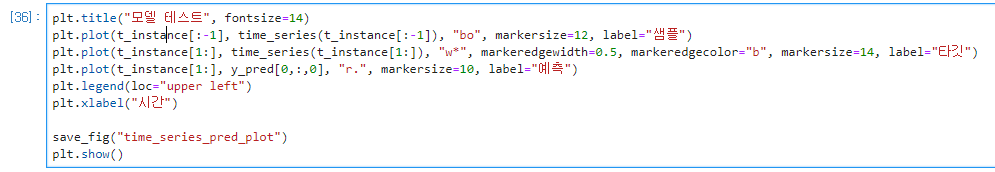 [36]: plt.title("모델 테스트", fontsize=14)
plt.plot(t_instance[:-1], time_series(t_instance[:-1]), "bo", markersize=12, label="샘플")
plt.plot(t_instance[1:], time_series(t_instance[1:]), "w*", markeredgewidth=0.5, markeredgecolor="b", markersize=14, label="타깃")
plt.plot(t_instance[1:], y_pred[0,:,0], "r.", markersize=10, label="예측")
plt.legend(loc="upper left")
plt.xlabel("시간")
save_fig("time_series_pred_plot")
plt.show()